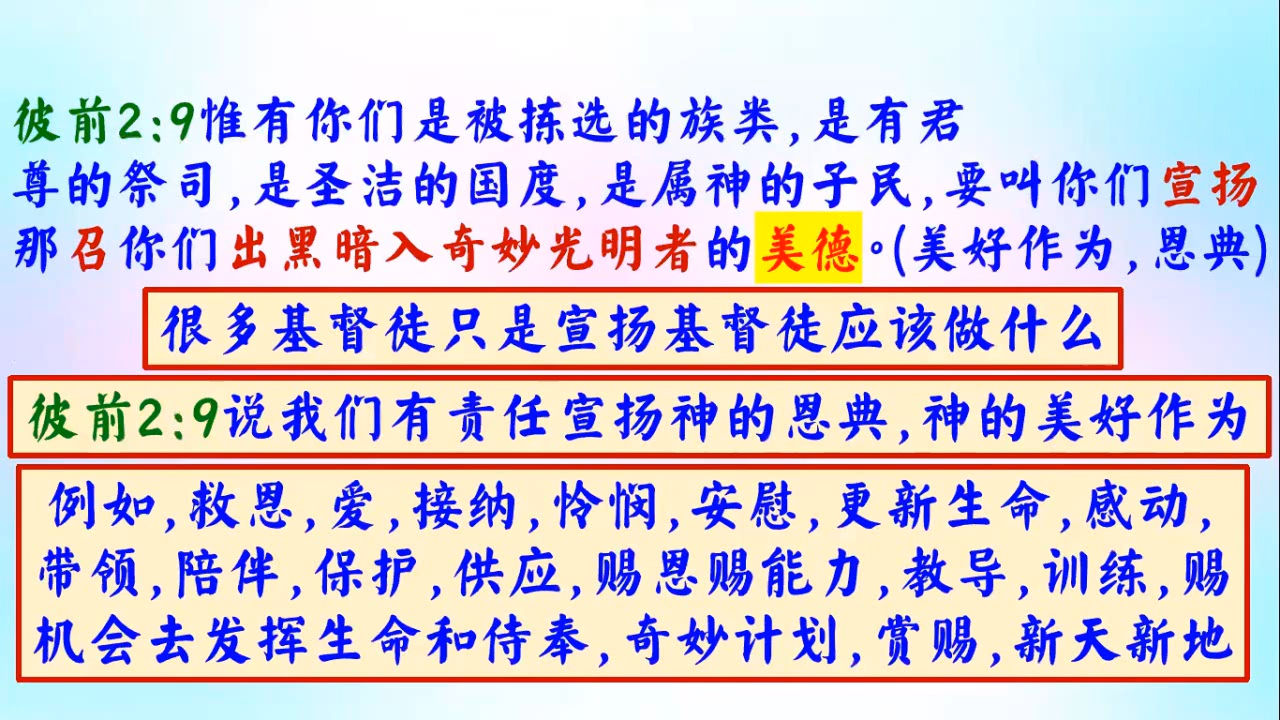 彼前2:9惟有你们是被拣选的族类,是有君
尊的祭司,是圣洁的国度,是属神的子民,要叫你们宣扬
那召你们出黑暗入奇妙光明者的美德。(美好作为,恩典)
很多基督徒只是宣扬基督徒应该做什么
彼前2:9说我们有责任宣扬神的恩典,神的美好作为
例如,救恩,爱,接纳,怜悯,安慰,更新生命,感动,
带领,陪伴,保护,供应,赐恩赐能力,教导,训练,赐
机会去发挥生命和侍奉,奇妙计划,赏赐,新天新地